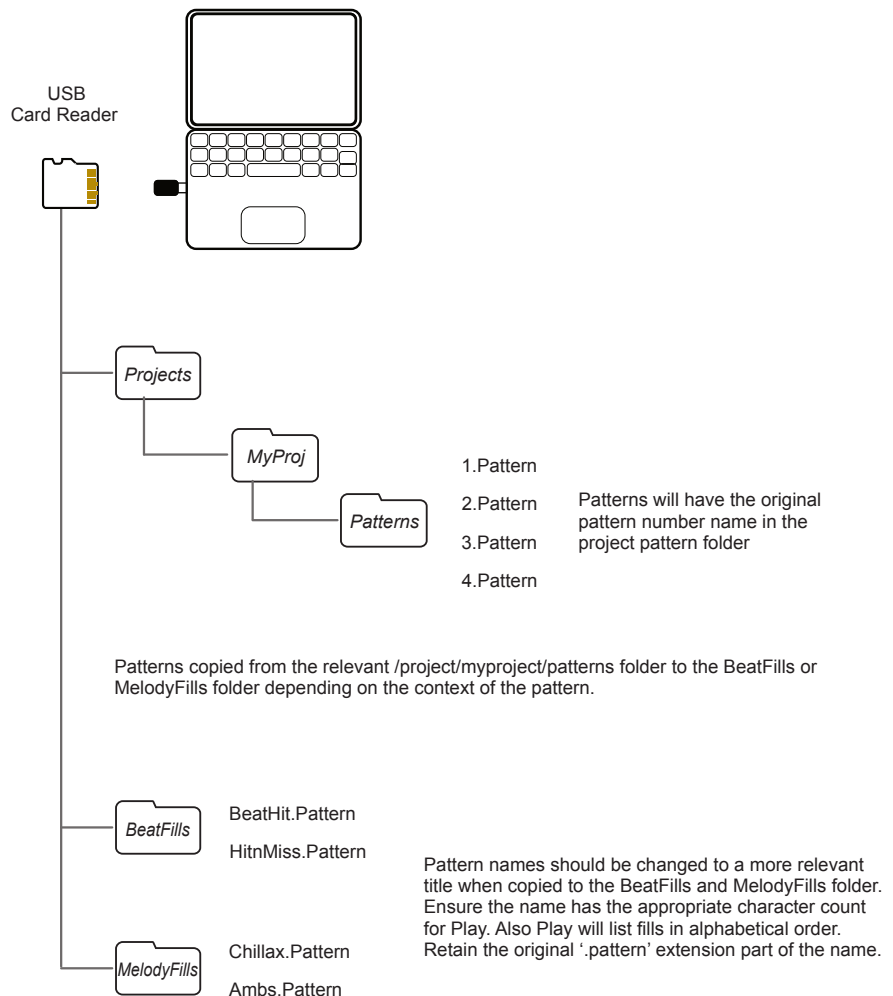 USB
Card Reader
Projects
MyProj
Patterns
1.Pattern
2.Pattern
3.Pattern
4.Pattern
Patterns will have the original
pattern number name in the
project pattern folder
Patterns copied from the relevant /project/myproject/patterns folder to the BeatFills or
MelodyFills folder depending on the context of the pattern.
BeatFills
BeatHit.Pattern
HitnMiss.Pattern
Pattern names should be changed to a more relevant
title when copied to the BeatFills and MelodyFills folder.
Ensure the name has the appropriate character count
for Play. Also Play will list fills in alphabetical order.
Retain the original ‘.pattern’ extension part of the name.
MelodyFills
Chillax.Pattern
Ambs.Pattern